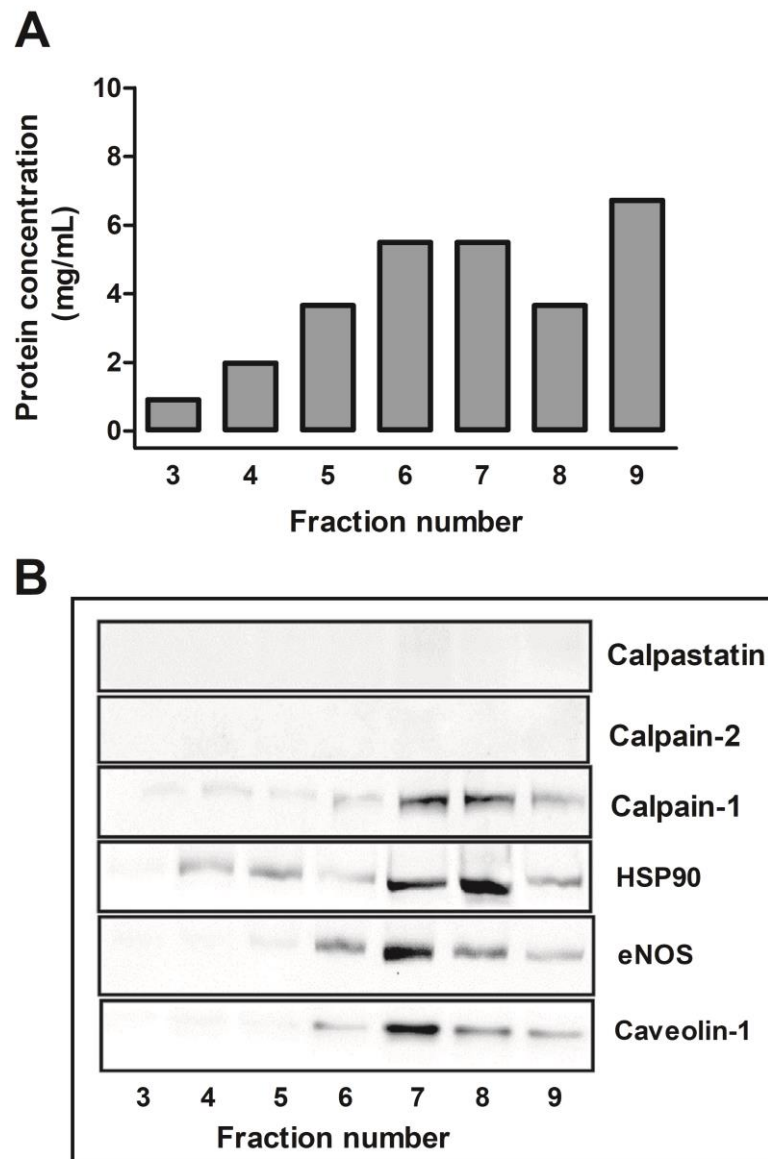 A
Protein concentration
(mg/mL)
10
8
6
4
2
0
3 4 5 6 7 8 9
Fraction number
B
Calpastatin
Calpain-2
Calpain-1
HSP90
eNOS
Caveolin-1
3 4 5 6 7 8 9
Fraction number